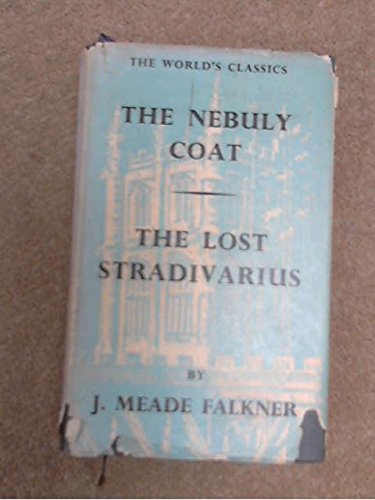 THE WORLD'S CLASSICS
THE NEBULY
COAT
THE LOST
STRADIVARIUS
BY
J. MEADE FALKNER